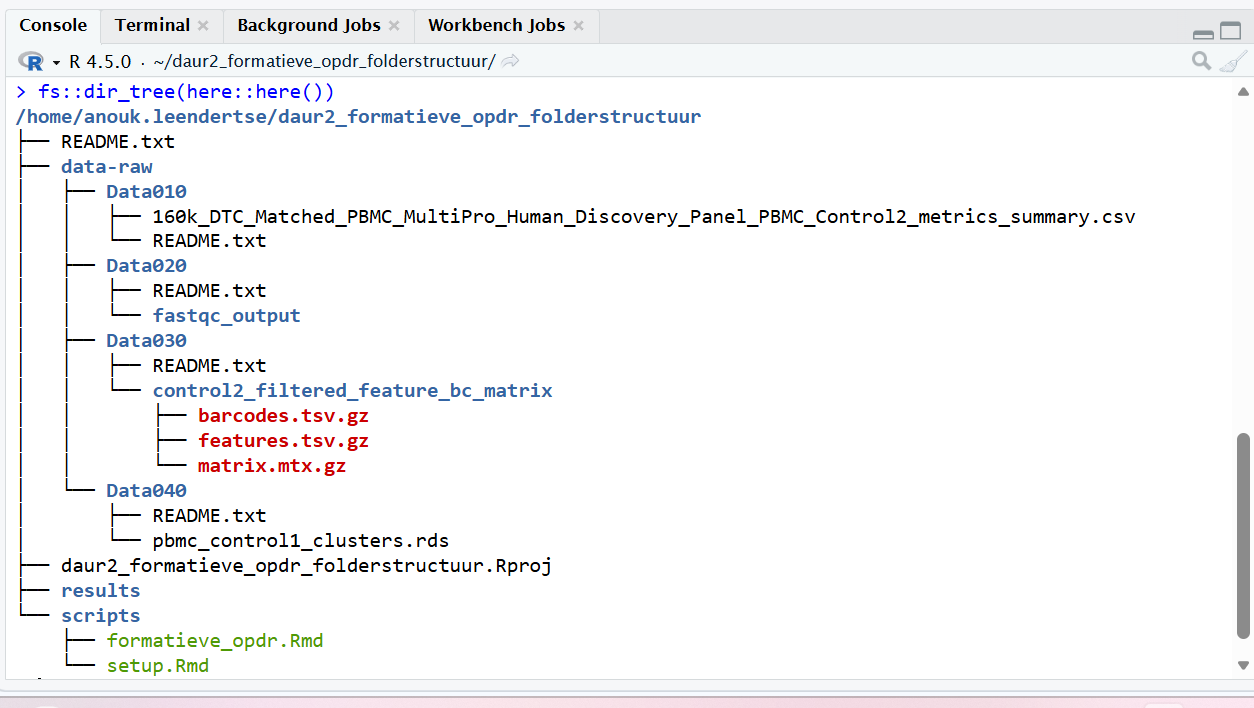 Console Terminal Background Jobs Workbench Jobs
R R 4.5.0 · ~/daur2_formatieve_opdr_folderstructuur/
> fs::dir_tree(here::here())
/home/anouk.leendertse/daur2_formatieve_opdr_folderstructuur
├── README.txt
├── data-raw
│   ├── Data010
│   │   ├── 160k_DTC_Matched_PBMC_MultiPro_Human_Discovery_Panel_PBMC_Control2_metrics_summary.csv
│   │   └── README.txt
│   ├── Data020
│   │   ├── README.txt
│   │   └── fastqc_output
│   ├── Data030
│   │   ├── README.txt
│   │   └── control2_filtered_feature_bc_matrix
│   │       ├── barcodes.tsv.gz
│   │       ├── features.tsv.gz
│   │       └── matrix.mtx.gz
│   └── Data040
│       ├── README.txt
│       └── pbmc_control1_clusters.rds
├── daur2_formatieve_opdr_folderstructuur.Rproj
├── results
└── scripts
    ├── formatieve_opdr.Rmd
    └── setup.Rmd